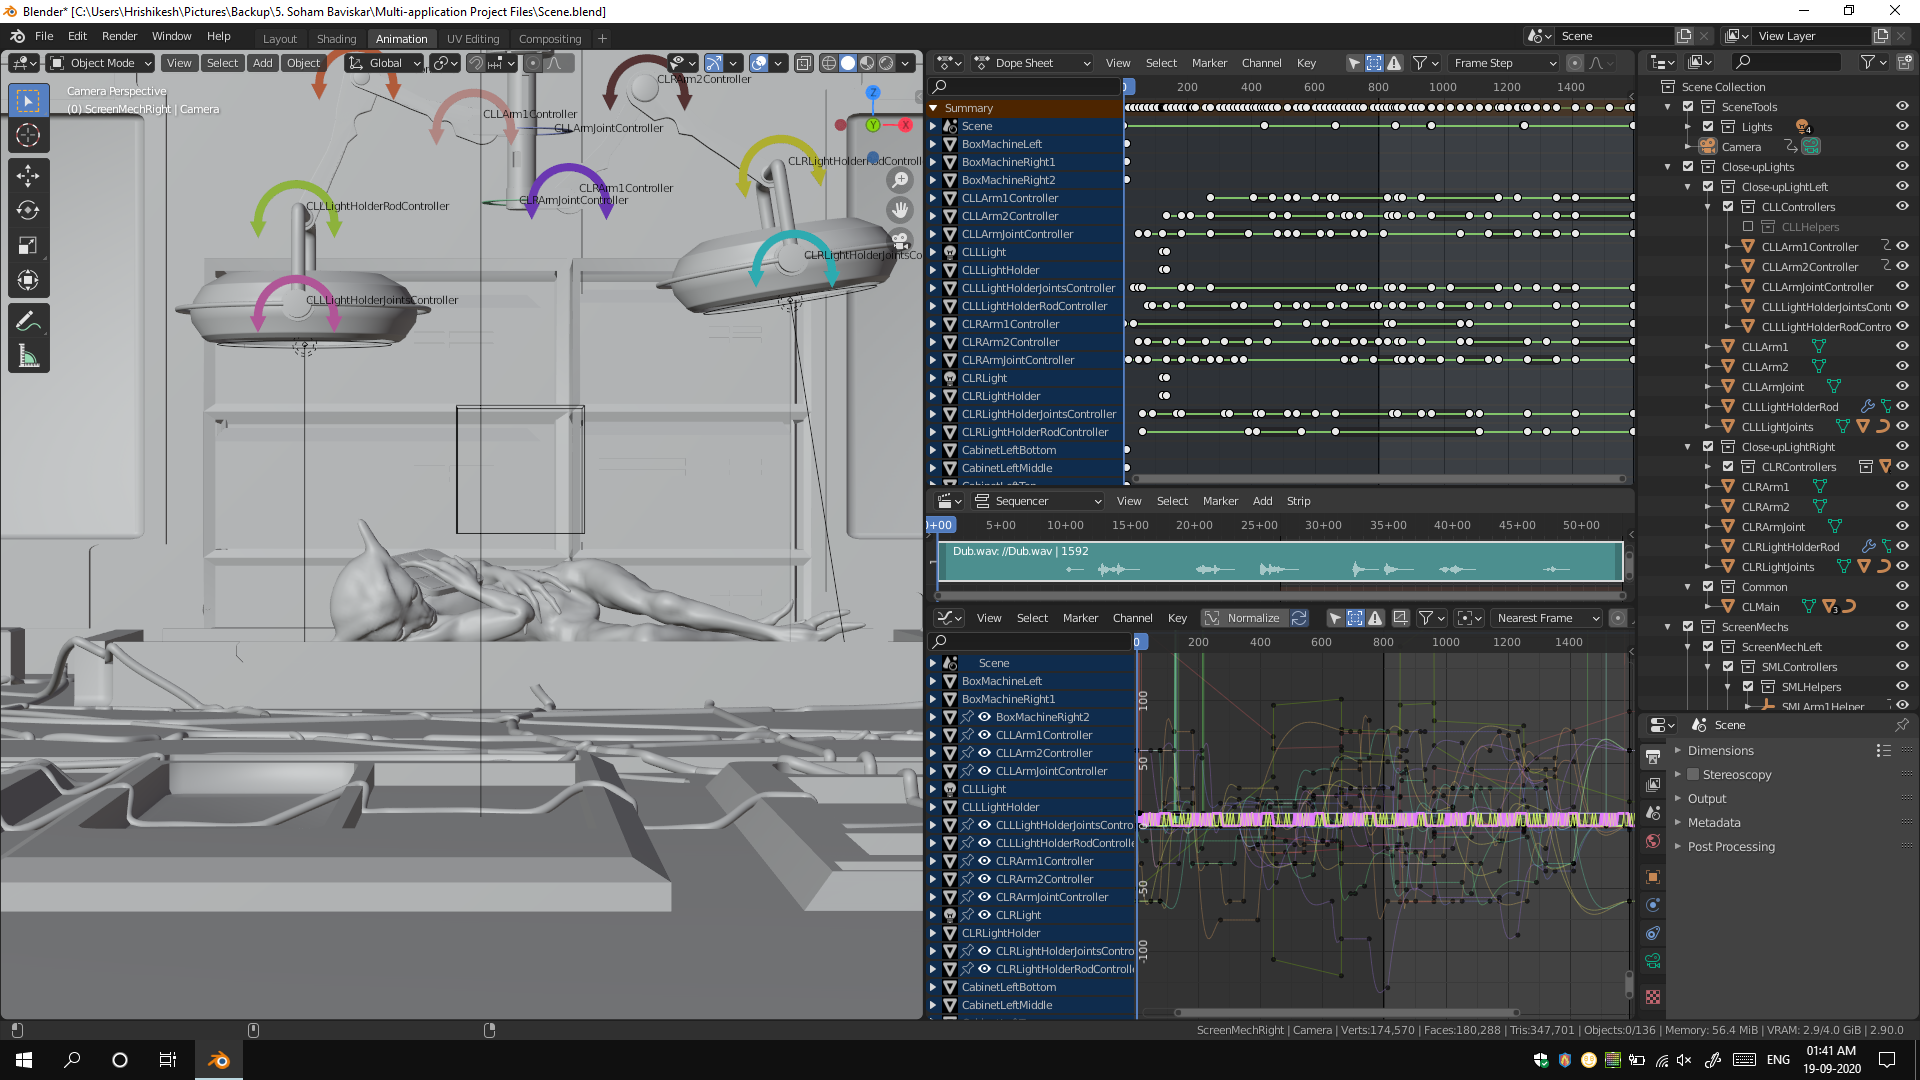 Blender* [C:\Users\Hrishikesh\Pictures\Backup\5. Soham Baviskar\Multi-application Project Files\Scene.blend]
File Edit Render Window Help Layout Shading Animation UV Editing Compositing +
Scene View Layer
Object Mode View Select Add Object Global
Camera Perspective
(0) ScreenMechRight | Camera
CLRArm2Controller
CLLArm1Controller
CLLArmJointController
CLRArm1Controller
CLRArmJointController
CLLLightHolderRodController
CLLLightHolderJointsController
Z
Y
X
Dope Sheet View Select Marker Channel Key Frame Step
200 400 600 800 1000 1200 1400
Summary
Scene
BoxMachineLeft
BoxMachineRight1
BoxMachineRight2
CLLArm1Controller
CLLArm2Controller
CLLArmJointController
CLLLight
CLLLightHolder
CLLLightHolderJointsController
CLLLightHolderRodController
CLRArm1Controller
CLRArm2Controller
CLRArmJointController
CLRLight
CLRLightHolder
CLRLightHolderJointsController
CLRLightHolderRodController
CabinetLeftBottom
CabinetLeftMiddle
Sequencer View Select Marker Add Strip
0+00 5+00 10+00 15+00 20+00 25+00 30+00 35+00 40+00 45+00 50+00
Dub.wav: //Dub.wav | 1592
1
View Select Marker Channel Key Normalize Nearest Frame
0 200 400 600 800 1000 1200 1400
100
50
-50
-100
Scene
BoxMachineLeft
BoxMachineRight1
BoxMachineRight2
CLLArm1Controller
CLLArm2Controller
CLLArmJointController
CLLLight
CLLLightHolder
CLLLightHolderJointsContro
CLLLightHolderRodControlle
CLRArm1Controller
CLRArm2Controller
CLRArmJointController
CLRLight
CLRLightHolder
CLRLightHolderJointsContro
CLRLightHolderRodControll
CabinetLeftBottom
CabinetLeftMiddle
Scene Collection
SceneTools
Lights 4
Camera
Close-upLights
Close-upLightLeft
CLLControllers
CLLHelpers
CLLArm1Controller
CLLArm2Controller
CLLArmJointController
CLLLightHolderJointsConti
CLLLightHolderRodContro
CLLArm1
CLLArm2
CLLArmJoint
CLLLightHolderRod
CLLLightJoints
Close-upLightRight
CLRControllers
CLRArm1
CLRArm2
CLRArmJoint
CLRLightHolderRod
CLRLightJoints
Common
CLMain 3
ScreenMechs
ScreenMechLeft
SMLControllers
SMLHelpers
SMLArm1Helper
Scene
Dimensions
Stereoscopy
Output
Metadata
Post Processing
ScreenMechRight | Camera | Verts:174,570 | Faces:180,288 | Tris:347,701 | Objects:0/136 | Memory: 56.4 MiB | VRAM: 2.9/4.0 GiB | 2.90.0
ENG
01:41 AM
19-09-2020